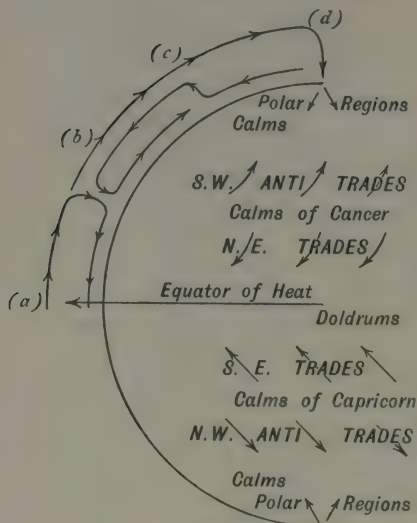 (d)
(c)
(b)
Polar Regions
Calms
S.W. ANTI TRADES
Calms of Cancer
N. E. TRADES
(a)
Equator of Heat
Doldrums
S. E. TRADES
Calms of Capricorn
N.W. ANTI TRADES
Calms
Polar Regions